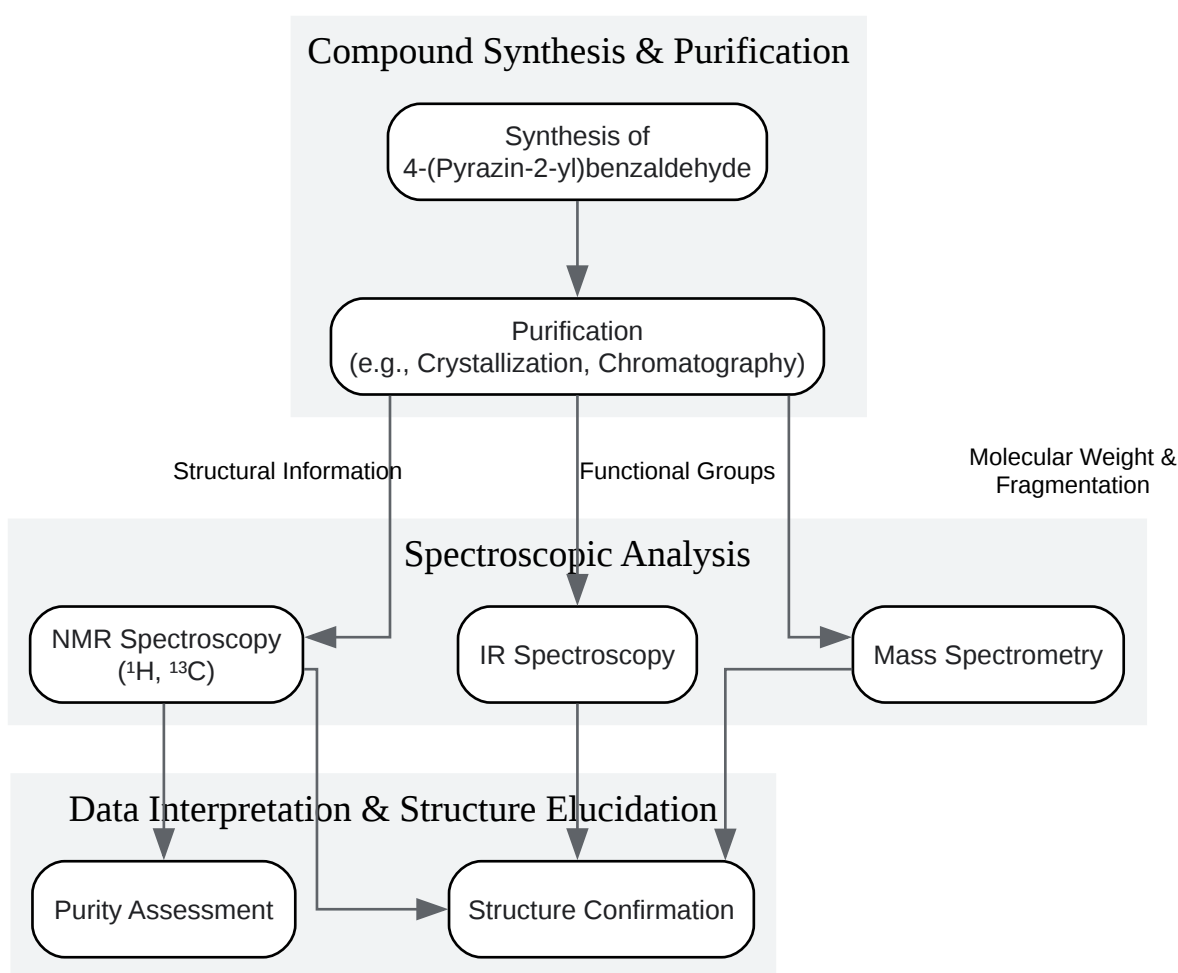 Compound Synthesis & Purification
Synthesis of
4-(Pyrazin-2-yl)benzaldehyde
Purification
(e.g., Crystallization, Chromatography)
Structural Information
Functional Groups
Molecular Weight &
Fragmentation
Spectroscopic Analysis
NMR Spectroscopy
(¹H, ¹³C)
IR Spectroscopy
Mass Spectrometry
Data Interpretation & Structure Elucidation
Purity Assessment
Structure Confirmation